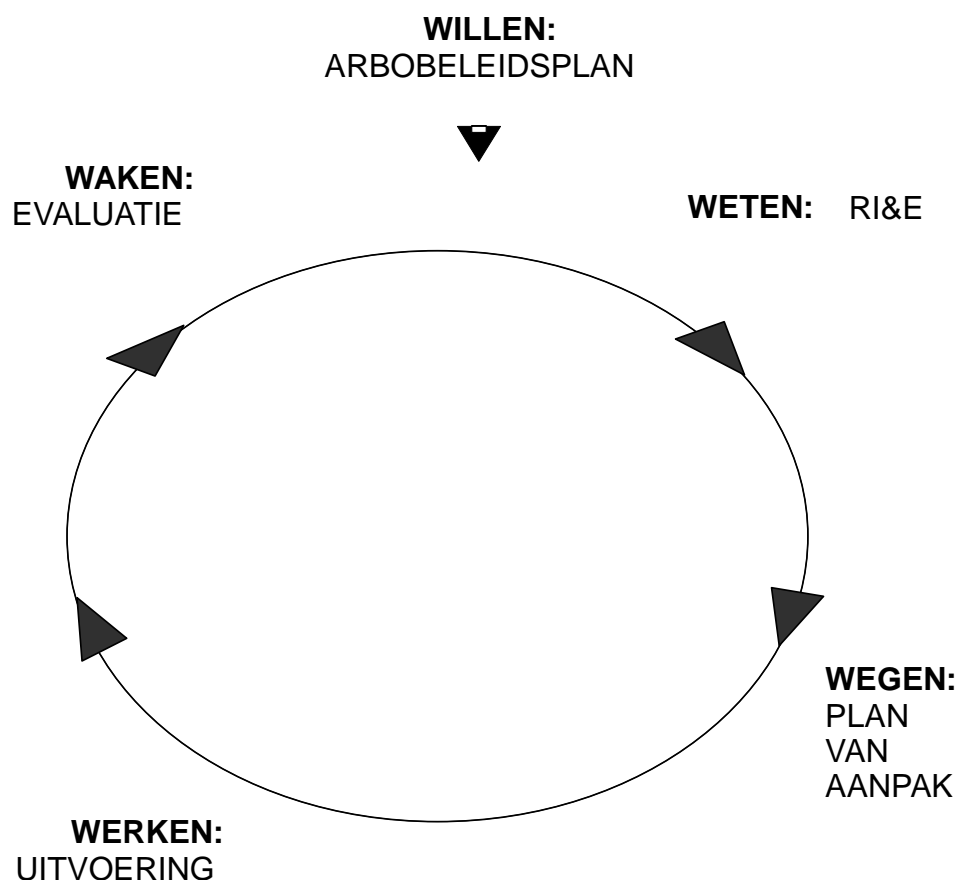 WILLEN:
ARBOBELEIDSPLAN
WAKEN:
EVALUATIE
WETEN: RI&E
WEGEN:
PLAN
VAN
AANPAK
WERKEN:
UITVOERING